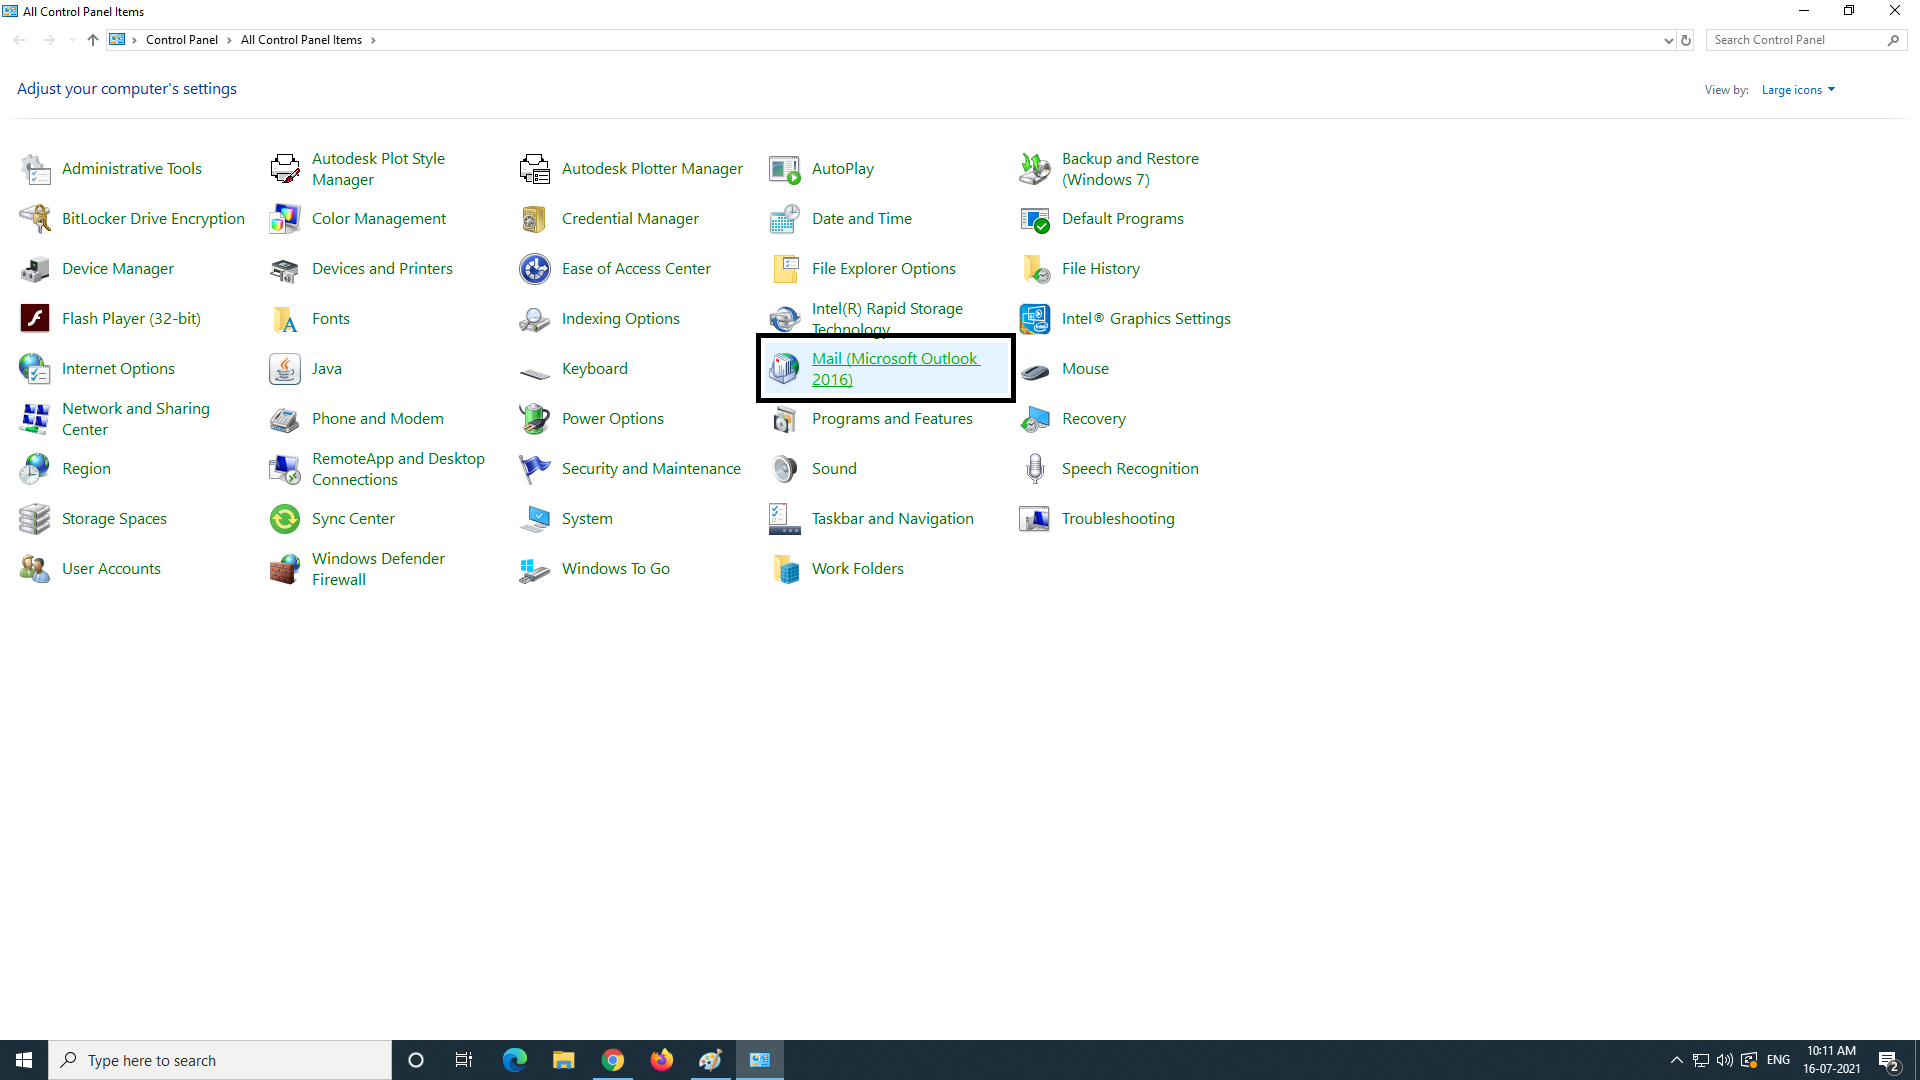 All Control Panel Items
Control Panel > All Control Panel Items >
Search Control Panel
Adjust your computer's settings
View by: Large icons
Administrative Tools
Autodesk Plot Style
Manager
Autodesk Plotter Manager
AutoPlay
Backup and Restore
(Windows 7)
BitLocker Drive Encryption
Color Management
Credential Manager
Date and Time
Default Programs
Device Manager
Devices and Printers
Ease of Access Center
File Explorer Options
File History
Flash Player (32-bit)
Fonts
Indexing Options
Intel(R) Rapid Storage
Technology
Intel® Graphics Settings
Internet Options
Java
Keyboard
Mail (Microsoft Outlook
2016)
Mouse
Network and Sharing
Center
Phone and Modem
Power Options
Programs and Features
Recovery
Region
RemoteApp and Desktop
Connections
Security and Maintenance
Sound
Speech Recognition
Storage Spaces
Sync Center
System
Taskbar and Navigation
Troubleshooting
User Accounts
Windows Defender
Firewall
Windows To Go
Work Folders
Type here to search
ENG
10:11 AM
16-07-2021
2